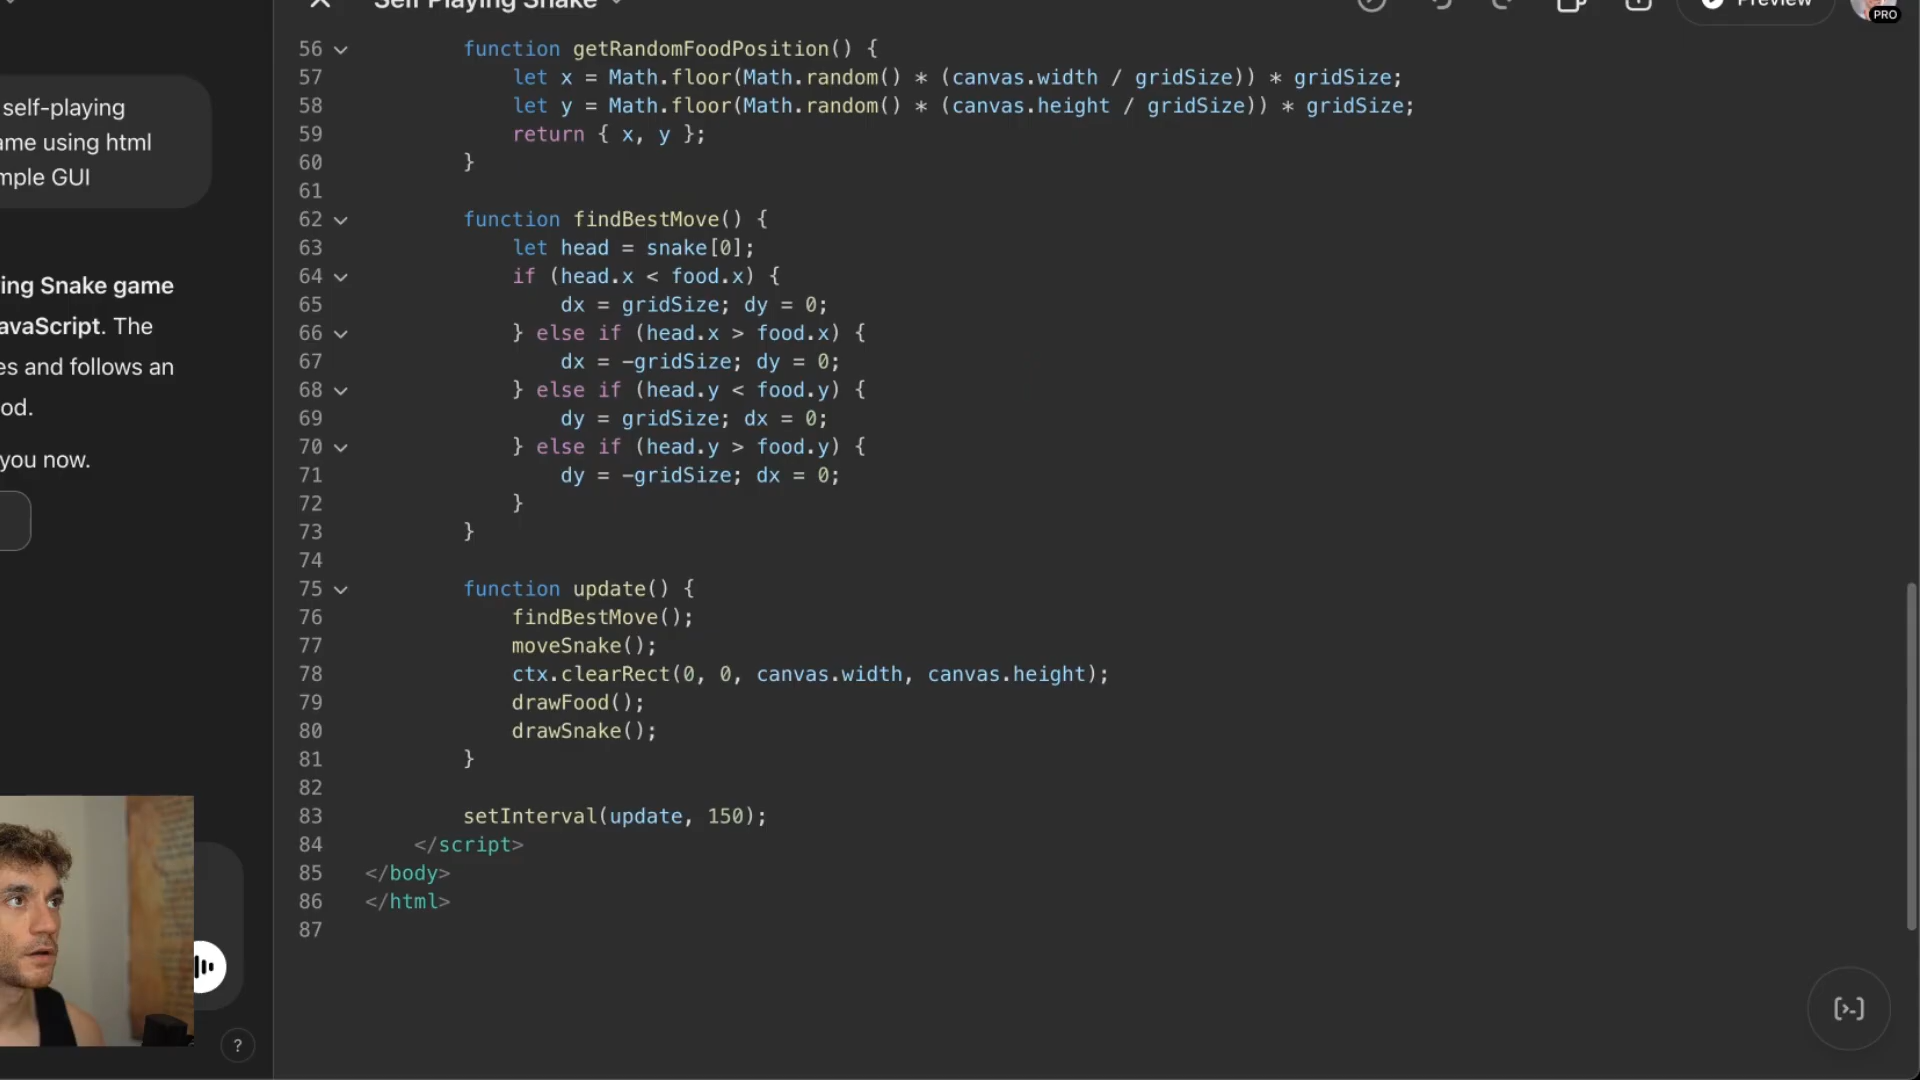 Self Playing Snake
Preview
PRO
self-playing
ame using html
mple GUI
ing Snake game
avaScript. The
es and follows an
od.
you now.
?
56 function getRandomFoodPosition() {
57 let x = Math.floor(Math.random() * (canvas.width / gridSize)) * gridSize;
58 let y = Math.floor(Math.random() * (canvas.height / gridSize)) * gridSize;
59 return { x, y };
60 }
61
62 function findBestMove() {
63 let head = snake[0];
64 if (head.x < food.x) {
65 dx = gridSize; dy = 0;
66 } else if (head.x > food.x) {
67 dx = -gridSize; dy = 0;
68 } else if (head.y < food.y) {
69 dy = gridSize; dx = 0;
70 } else if (head.y > food.y) {
71 dy = -gridSize; dx = 0;
72 }
73 }
74
75 function update() {
76 findBestMove();
77 moveSnake();
78 ctx.clearRect(0, 0, canvas.width, canvas.height);
79 drawFood();
80 drawSnake();
81 }
82
83 setInterval(update, 150);
84 </script>
85 </body>
86 </html>
87